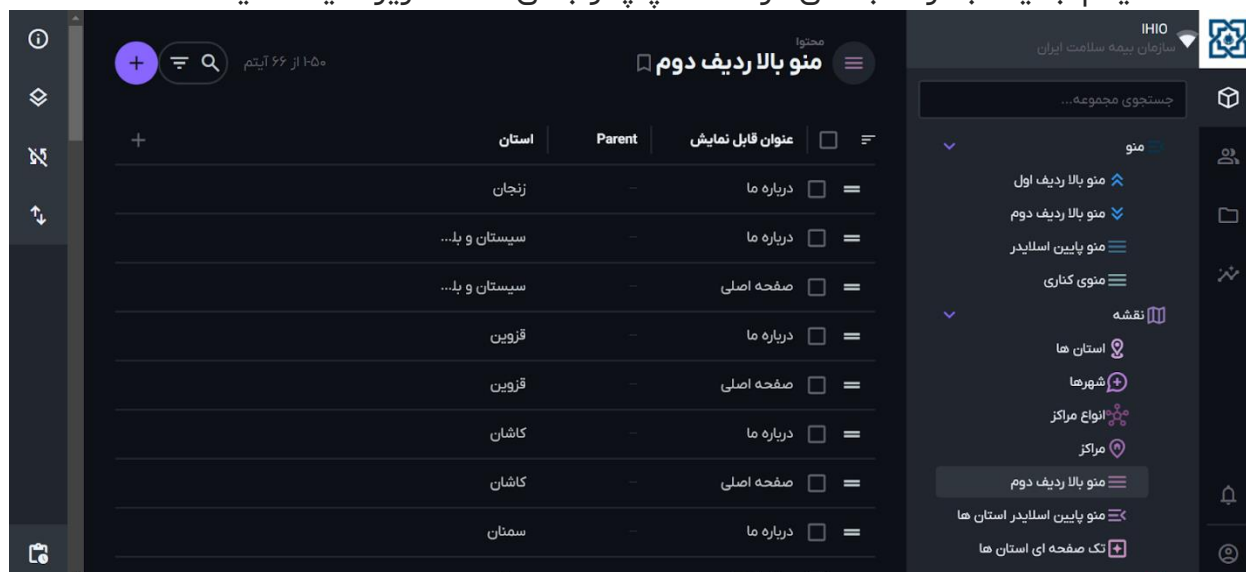 IHIO
سازمان بیمه سلامت ایران
جستجوی مجموعه...
منو
منو بالا ردیف اول
منو بالا ردیف دوم
منو پایین اسلایدر
منوی کناری
نقشه
استان ها
شهرها
انواع مراکز
مراکز
منو بالا ردیف دوم
منو پایین اسلایدر استان ها
تک صفحه ای استان ها
محتوا
منو بالا ردیف دوم
۱-۵۰ از ۶۶ آیتم
عنوان قابل نمایش Parent استان
درباره ما -- زنجان
درباره ما -- سیستان و بلـ...
صفحه اصلی -- سیستان و بلـ...
درباره ما -- قزوین
صفحه اصلی -- قزوین
درباره ما -- کاشان
صفحه اصلی -- کاشان
درباره ما -- سمنان